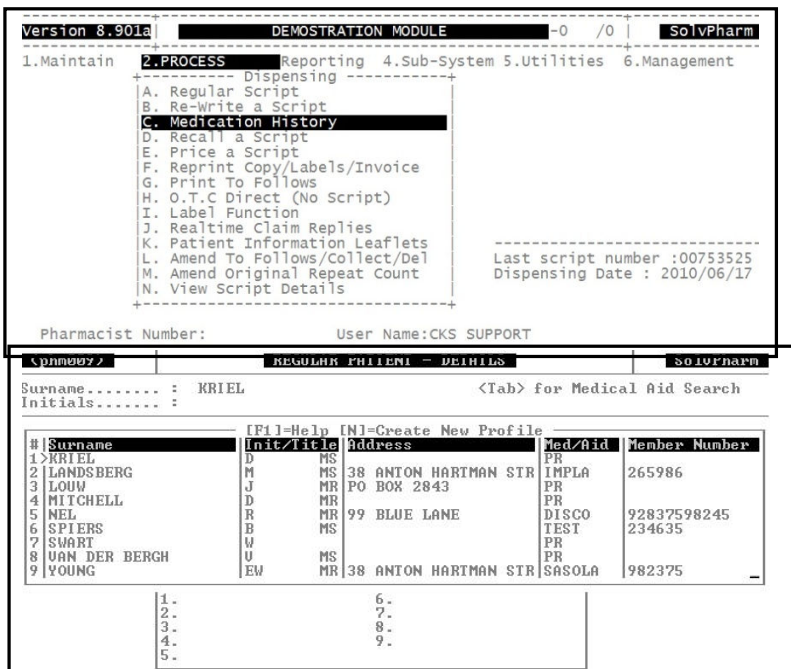 Version 8.901a DEMOSTRATION MODULE -0 /0 | SolvPharm
1.Maintain 2.PROCESS Reporting 4.Sub-System 5.Utilities 6.Management
Dispensing
A. Regular Script
B. Re-Write a Script
C. Medication History
D. Recall a Script
E. Price a Script
F. Reprint Copy/Labels/Invoice
G. Print To Follows
H. O.T.C Direct (No Script)
I. Label Function
J. Realtime Claim Replies
K. Patient Information Leaflets
L. Amend To Follows/Collect/Del Last script number :00753525
M. Amend Original Repeat Count Dispensing Date : 2010/06/17
N. View Script Details
Pharmacist Number: User Name:CKS SUPPORT
(phm009) REGULAR PATIENT - DETAILS SolvPharm
Surname........ : KRIEL <Tab> for Medical Aid Search
Initials....... :
[F1]=Help [N]=Create New Profile
# Surname Init/Title Address Med/Aid Member Number
1>KRIEL D MS PR
2 LANDSBERG M MS 38 ANTON HARTMAN STR IMPLA 265986
3 LOUW J MR PO BOX 2843 PR
4 MITCHELL D MR PR
5 NEL R MR 99 BLUE LANE DISCO 92837598245
6 SPIERS B MS TEST 234635
7 SWART W PR
8 VAN DER BERGH V MS PR
9 YOUNG EW MR 38 ANTON HARTMAN STR SASOLA 982375
1. 6.
2. 7.
3. 8.
4. 9.
5.